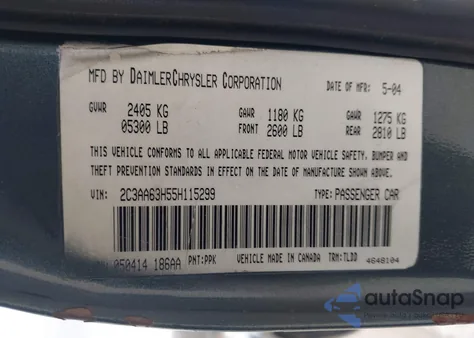 MFD BY DAIMLERCHRYSLER CORPORATION DATE OF MFR: 5-04
GVWR 2405 KG GAWR 1180 KG GAWR 1275 KG
05300 LB FRONT 2600 LB REAR 2810 LB
THIS VEHICLE CONFORMS TO ALL APPLICABLE FEDERAL MOTOR VEHICLE SAFETY, BUMPER AND
THEFT PREVENTION STANDARDS IN EFFECT ON THE DATE OF MANUFACTURE SHOWN ABOVE.
VIN: 2C3AA63H55H115299 TYPE: PASSENGER CAR
050414 186AA PNT:PPK VEHICLE MADE IN CANADA TRM:TLDD 4648104
autoSnap